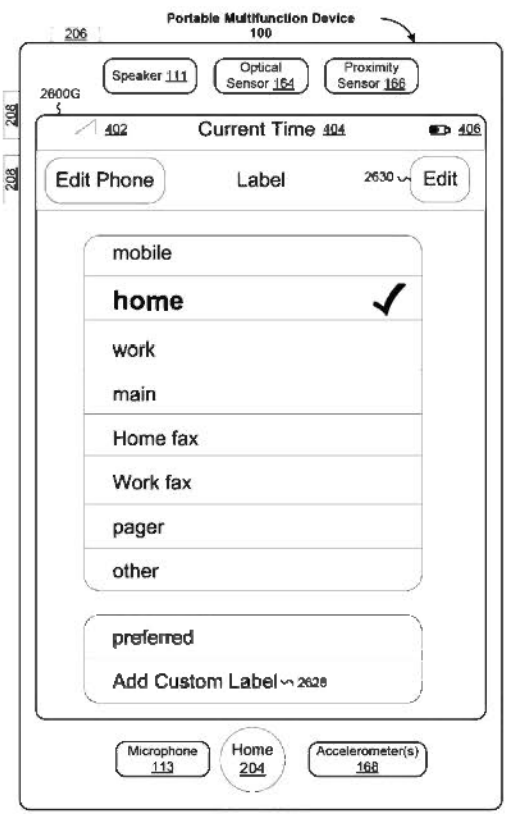 Portable Multifunction Device
100
206
Speaker 111
Optical
Sensor 164
Proximity
Sensor 166
2600G
208
402
Current Time 404
406
208
Edit Phone
Label
2630
Edit
mobile
home
work
main
Home fax
Work fax
pager
other
preferred
Add Custom Label 2628
Microphone
113
Home
204
Accelerometer(s)
168